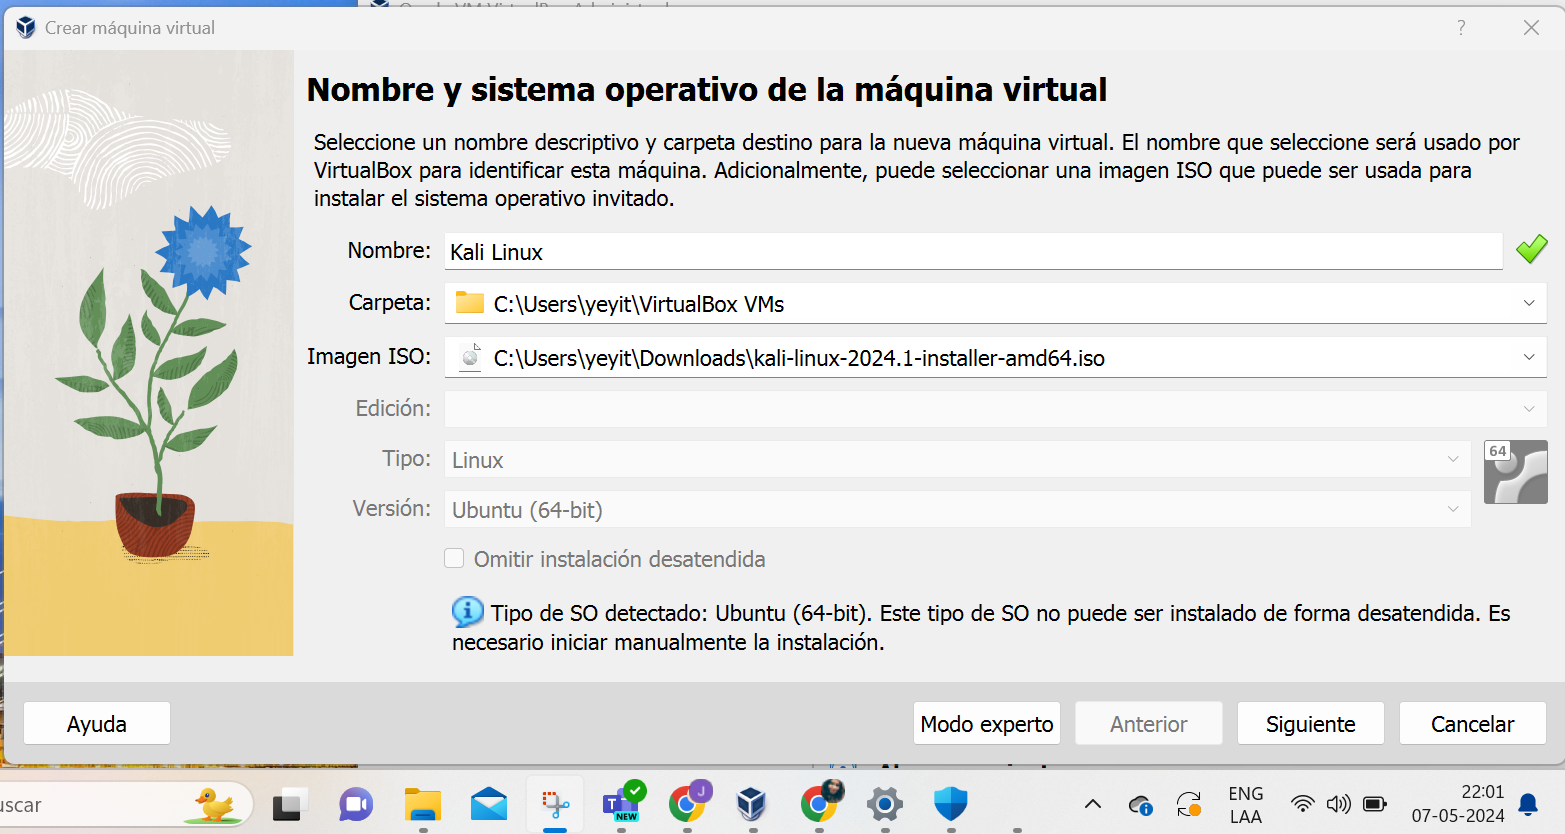 Crear máquina virtual
?
Nombre y sistema operativo de la máquina virtual
Seleccione un nombre descriptivo y carpeta destino para la nueva máquina virtual. El nombre que seleccione será usado por
VirtualBox para identificar esta máquina. Adicionalmente, puede seleccionar una imagen ISO que puede ser usada para
instalar el sistema operativo invitado.
Nombre: Kali Linux
Carpeta: C:\Users\yeyit\VirtualBox VMs
Imagen ISO: C:\Users\yeyit\Downloads\kali-linux-2024.1-installer-amd64.iso
Edición:
Tipo: Linux
64
Versión: Ubuntu (64-bit)
Omitir instalación desatendida
Tipo de SO detectado: Ubuntu (64-bit). Este tipo de SO no puede ser instalado de forma desatendida. Es
necesario iniciar manualmente la instalación.
Ayuda Modo experto Anterior Siguiente Cancelar
uscar
T
NEW
J
ENG
LAA
22:01
07-05-2024